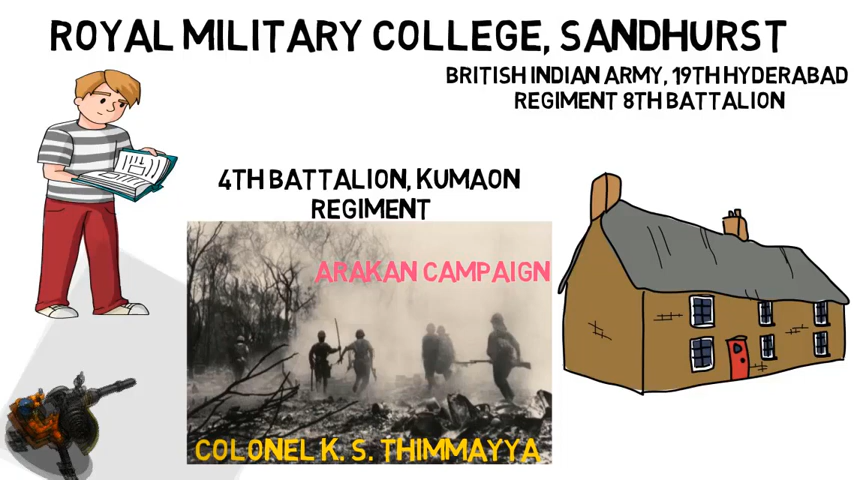 ROYAL MILITARY COLLEGE, SANDHURST
BRITISH INDIAN ARMY, 19TH HYDERABAD
REGIMENT 8TH BATTALION
4TH BATTALION, KUMAON
REGIMENT
ARAKAN CAMPAIGN
COLONEL K. S. THIMMAYYA